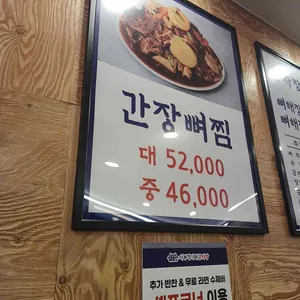 간장뼈찜
대 52,000
중 46,000
추가 반찬 & 무료 라면 수제비
셀프코너 이용